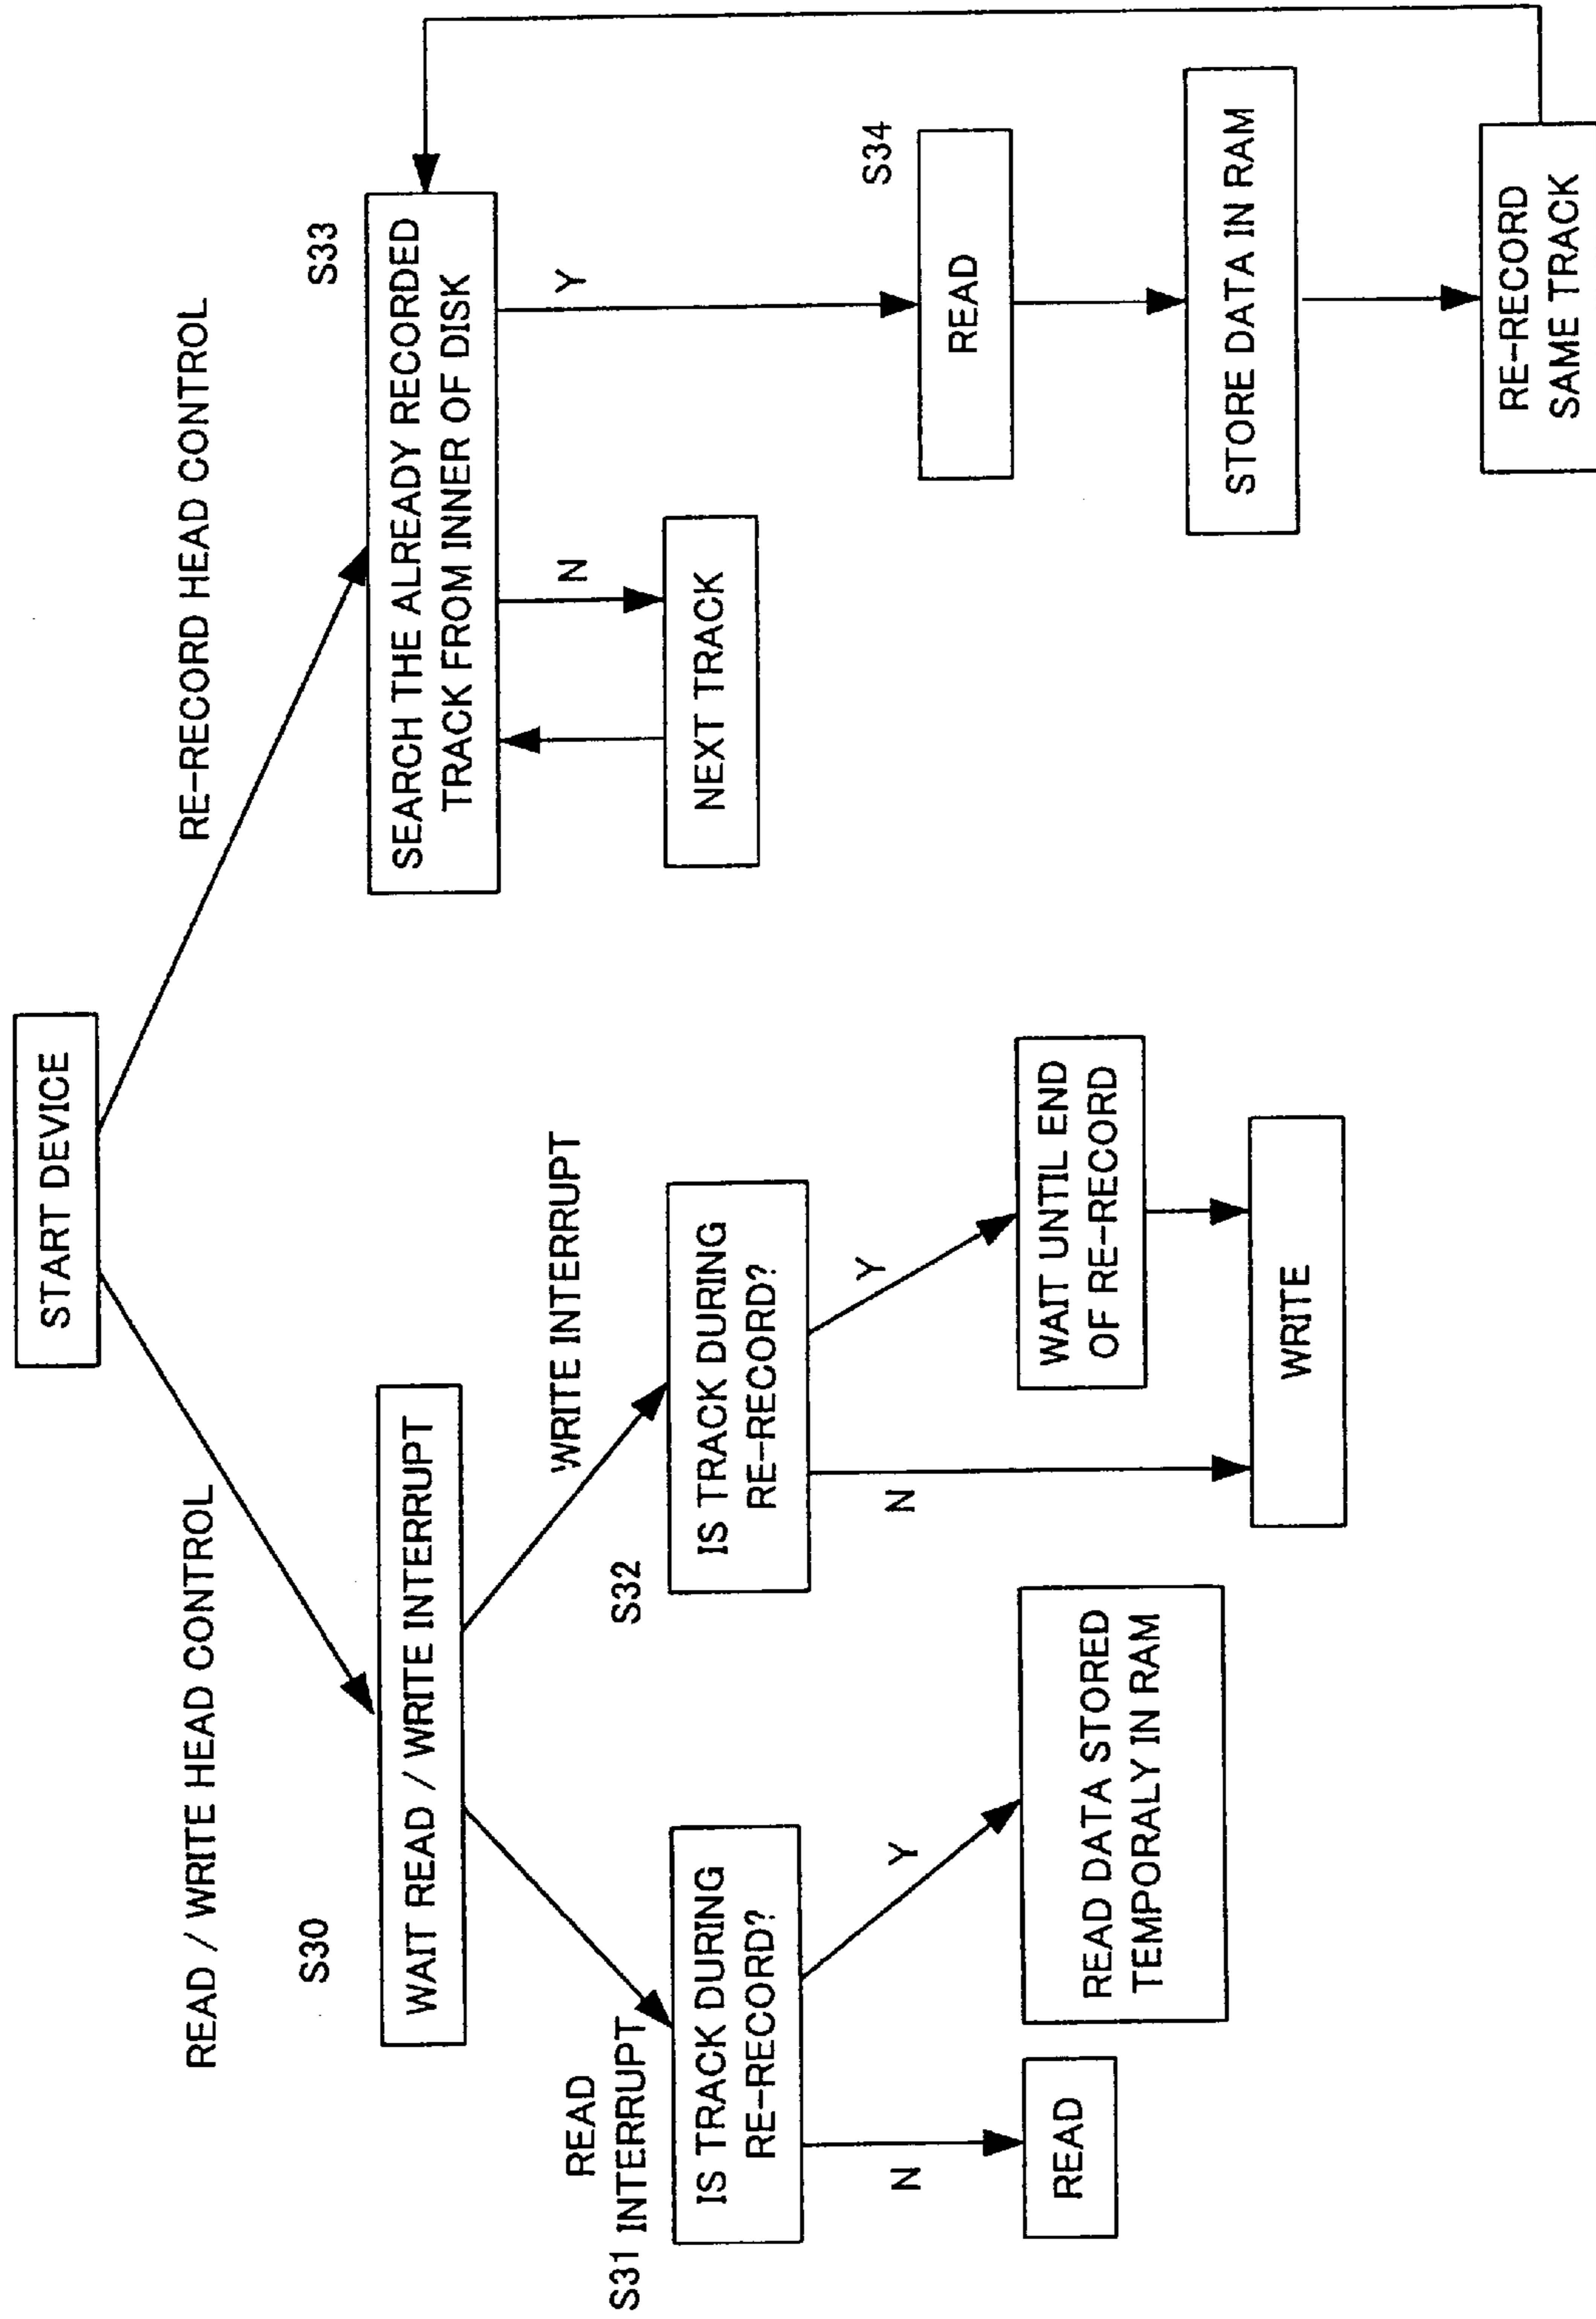 START DEVICE
READ / WRITE HEAD CONTROL
RE-RECORD HEAD CONTROL
S30
WAIT READ / WRITE INTERRUPT
S33
SEARCH THE ALREADY RECORDED
TRACK FROM INNER OF DISK
READ
S31 INTERRUPT
WRITE INTERRUPT
N
Y
S32
IS TRACK DURING
RE-RECORD?
IS TRACK DURING
RE-RECORD?
NEXT TRACK
N
Y
N
Y
S34
READ
READ
READ DATA STORED
TEMPORALY IN RAM
WAIT UNTIL END
OF RE-RECORD
STORE DATA IN RAM
WRITE
RE-RECORD
SAME TRACK